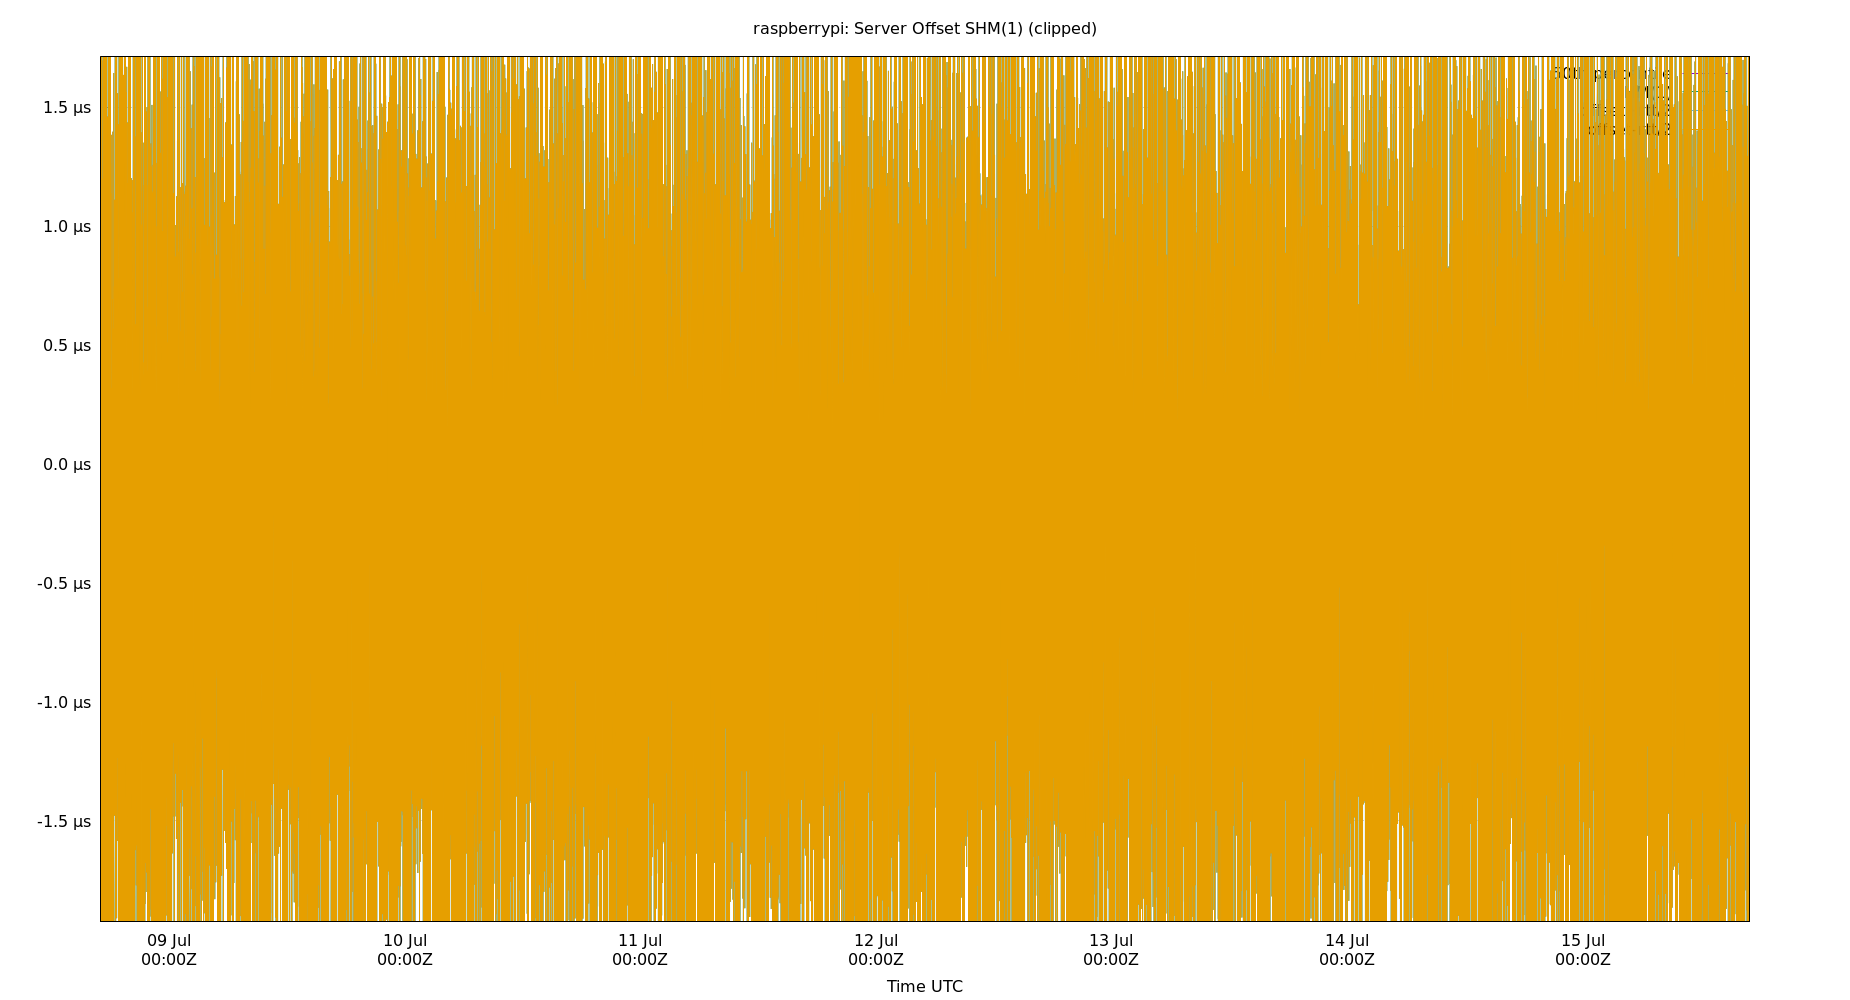 raspberrypi: Server Offset SHM(1) (clipped)
1.5 µs
1.0 µs
0.5 µs
0.0 µs
-0.5 µs
-1.0 µs
-1.5 µs
09 Jul 10 Jul 11 Jul 12 Jul 13 Jul 14 Jul 15 Jul
00:00Z 00:00Z 00:00Z 00:00Z 00:00Z 00:00Z 00:00Z
Time UTC